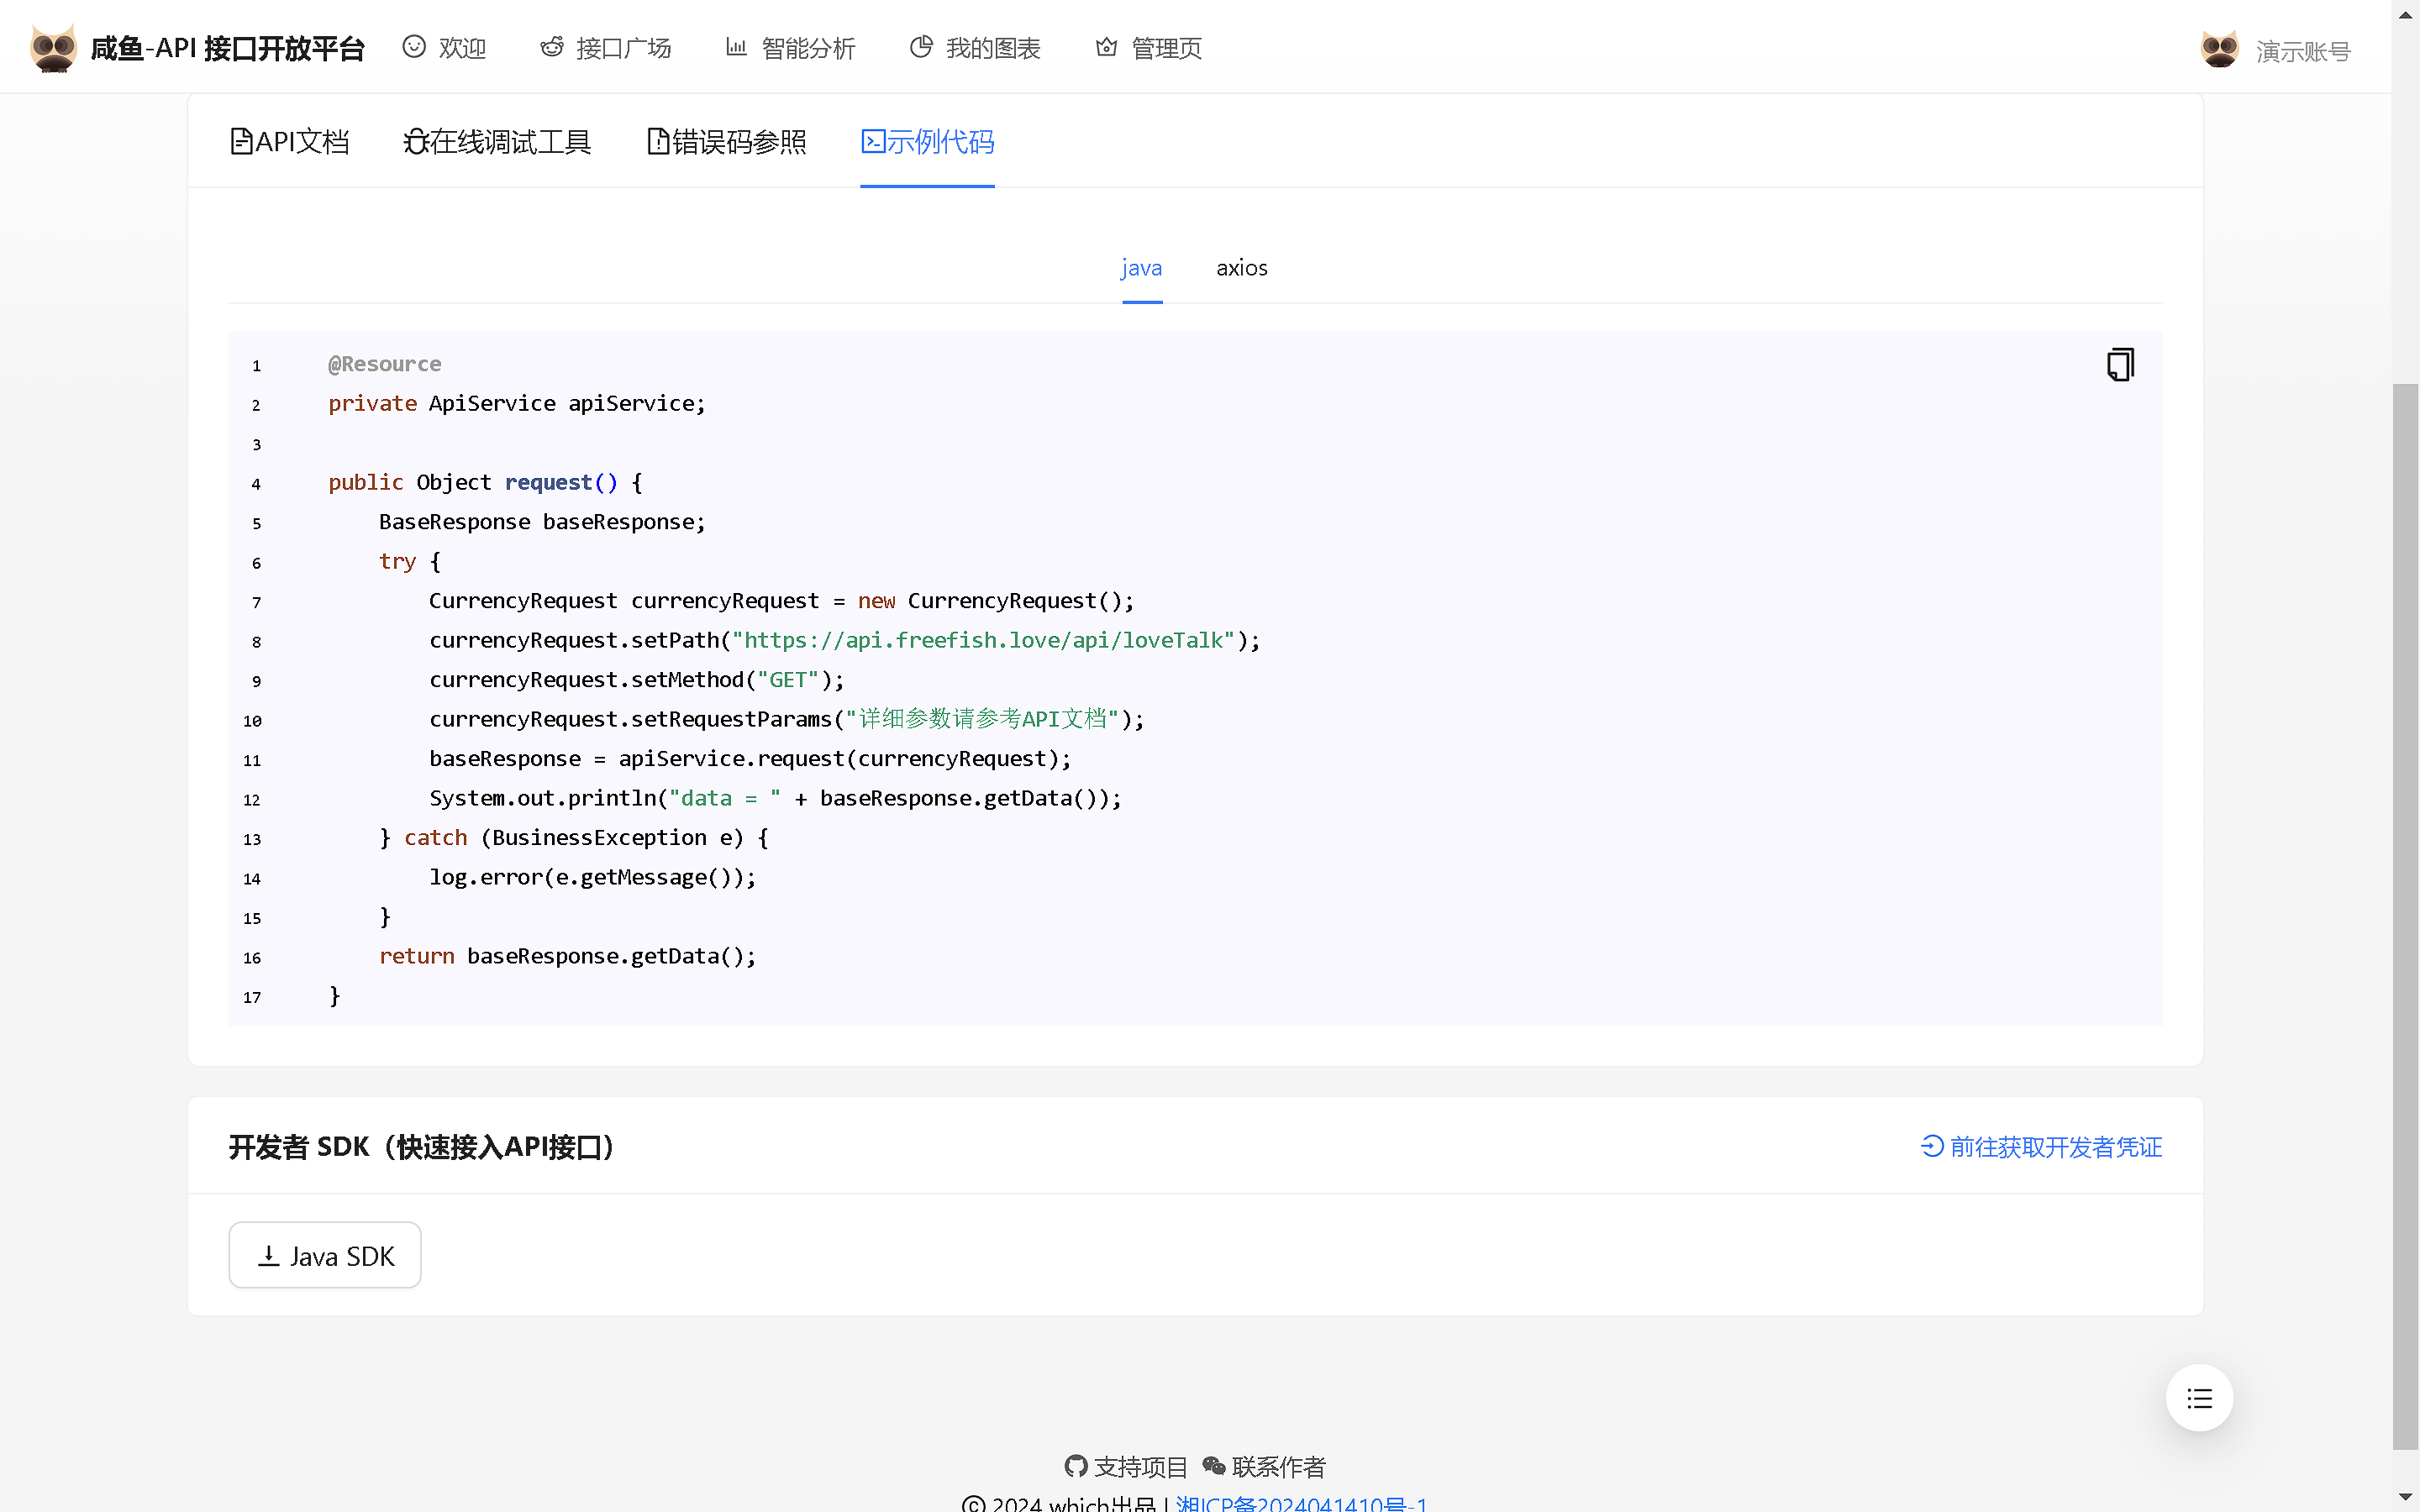 咸鱼-API 接口开放平台 欢迎 接口广场 智能分析 我的图表 管理页 演示账号
API文档 在线调试工具 错误码参照 示例代码
java axios
1 @Resource
2 private ApiService apiService;
3
4 public Object request() {
5 BaseResponse baseResponse;
6 try {
7 CurrencyRequest currencyRequest = new CurrencyRequest();
8 currencyRequest.setPath("https://api.freefish.love/api/loveTalk");
9 currencyRequest.setMethod("GET");
10 currencyRequest.setRequestParams("详细参数请参考API文档");
11 baseResponse = apiService.request(currencyRequest);
12 System.out.println("data = " + baseResponse.getData());
13 } catch (BusinessException e) {
14 log.error(e.getMessage());
15 }
16 return baseResponse.getData();
17 }
开发者 SDK（快速接入API接口） 前往获取开发者凭证
Java SDK
支持项目 联系作者
© 2024 which出品 | 湘ICP备2024041410号-1